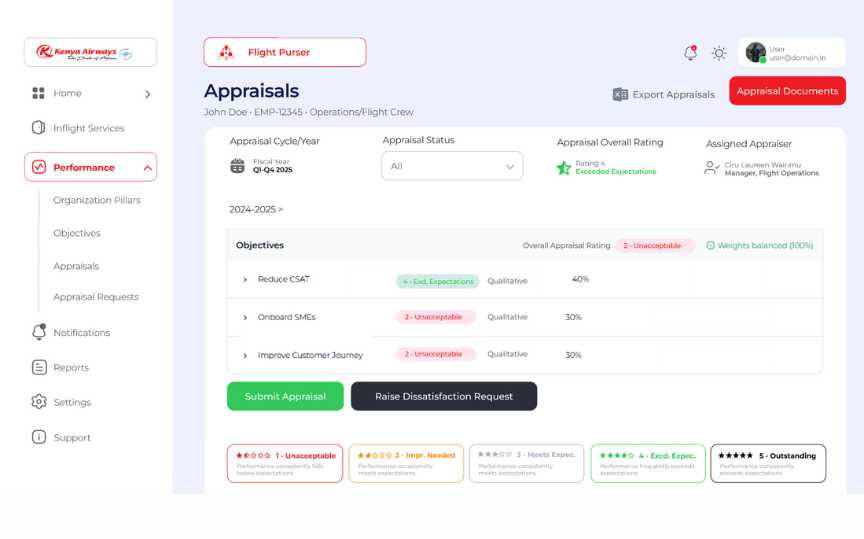 Kenya Airways
The Pride of Africa
Home
Inflight Services
Performance
Organization Pillars
Objectives
Appraisals
Appraisal Requests
Notifications
Reports
Settings
Support
Flight Purser
User
user@domain.in
Appraisals
John Doe • EMP-12345 • Operations/Flight Crew
Export Appraisals
Appraisal Documents
Appraisal Cycle/Year
Fiscal Year
Q1-Q4 2025
Appraisal Status
All
Appraisal Overall Rating
Rating 4
Exceeded Expectations
Assigned Appraiser
Ciru Laureen Wairimu
Manager, Flight Operations
2024-2025 >
Objectives Overall Appraisal Rating 2 - Unacceptable Weights balanced (100%)
Reduce CSAT 4 - Exd. Expectations Qualitative 40%
Onboard SMEs 2 - Unacceptable Qualitative 30%
Improve Customer Journey 2 - Unacceptable Qualitative 30%
Submit Appraisal Raise Dissatisfaction Request
1 - Unacceptable
Performance consistently falls
below expectations
2 - Impr. Needed
Performance occasionally
meets expectations
3 - Meets Expec.
Performance consistently
meets expectations
4 - Excd. Expec.
Performance frequently exceeds
expectations
5 - Outstanding
Performance consistently
exceeds expectations